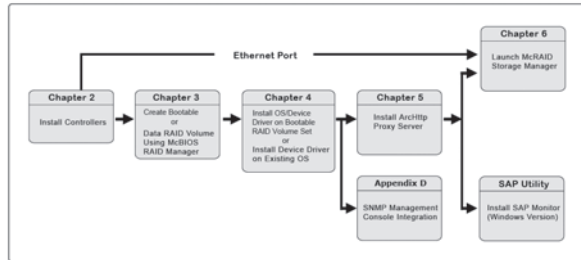 Ethernet Port
Chapter 6
Launch McRAID
Storage Manager
Chapter 2
Install Controllers
Chapter 3
Create Bootable
or
Data RAID Volume
Using McBIOS
RAID Manager
Chapter 4
Install OS/Device
Driver on Bootable
RAID Volume Set
or
Install Device Driver
on Existing OS
Chapter 5
Install ArcHttp
Proxy Server
Appendix D
SNMP Management
Console Integration
SAP Utility
Install SAP Monitor
(Windows Version)